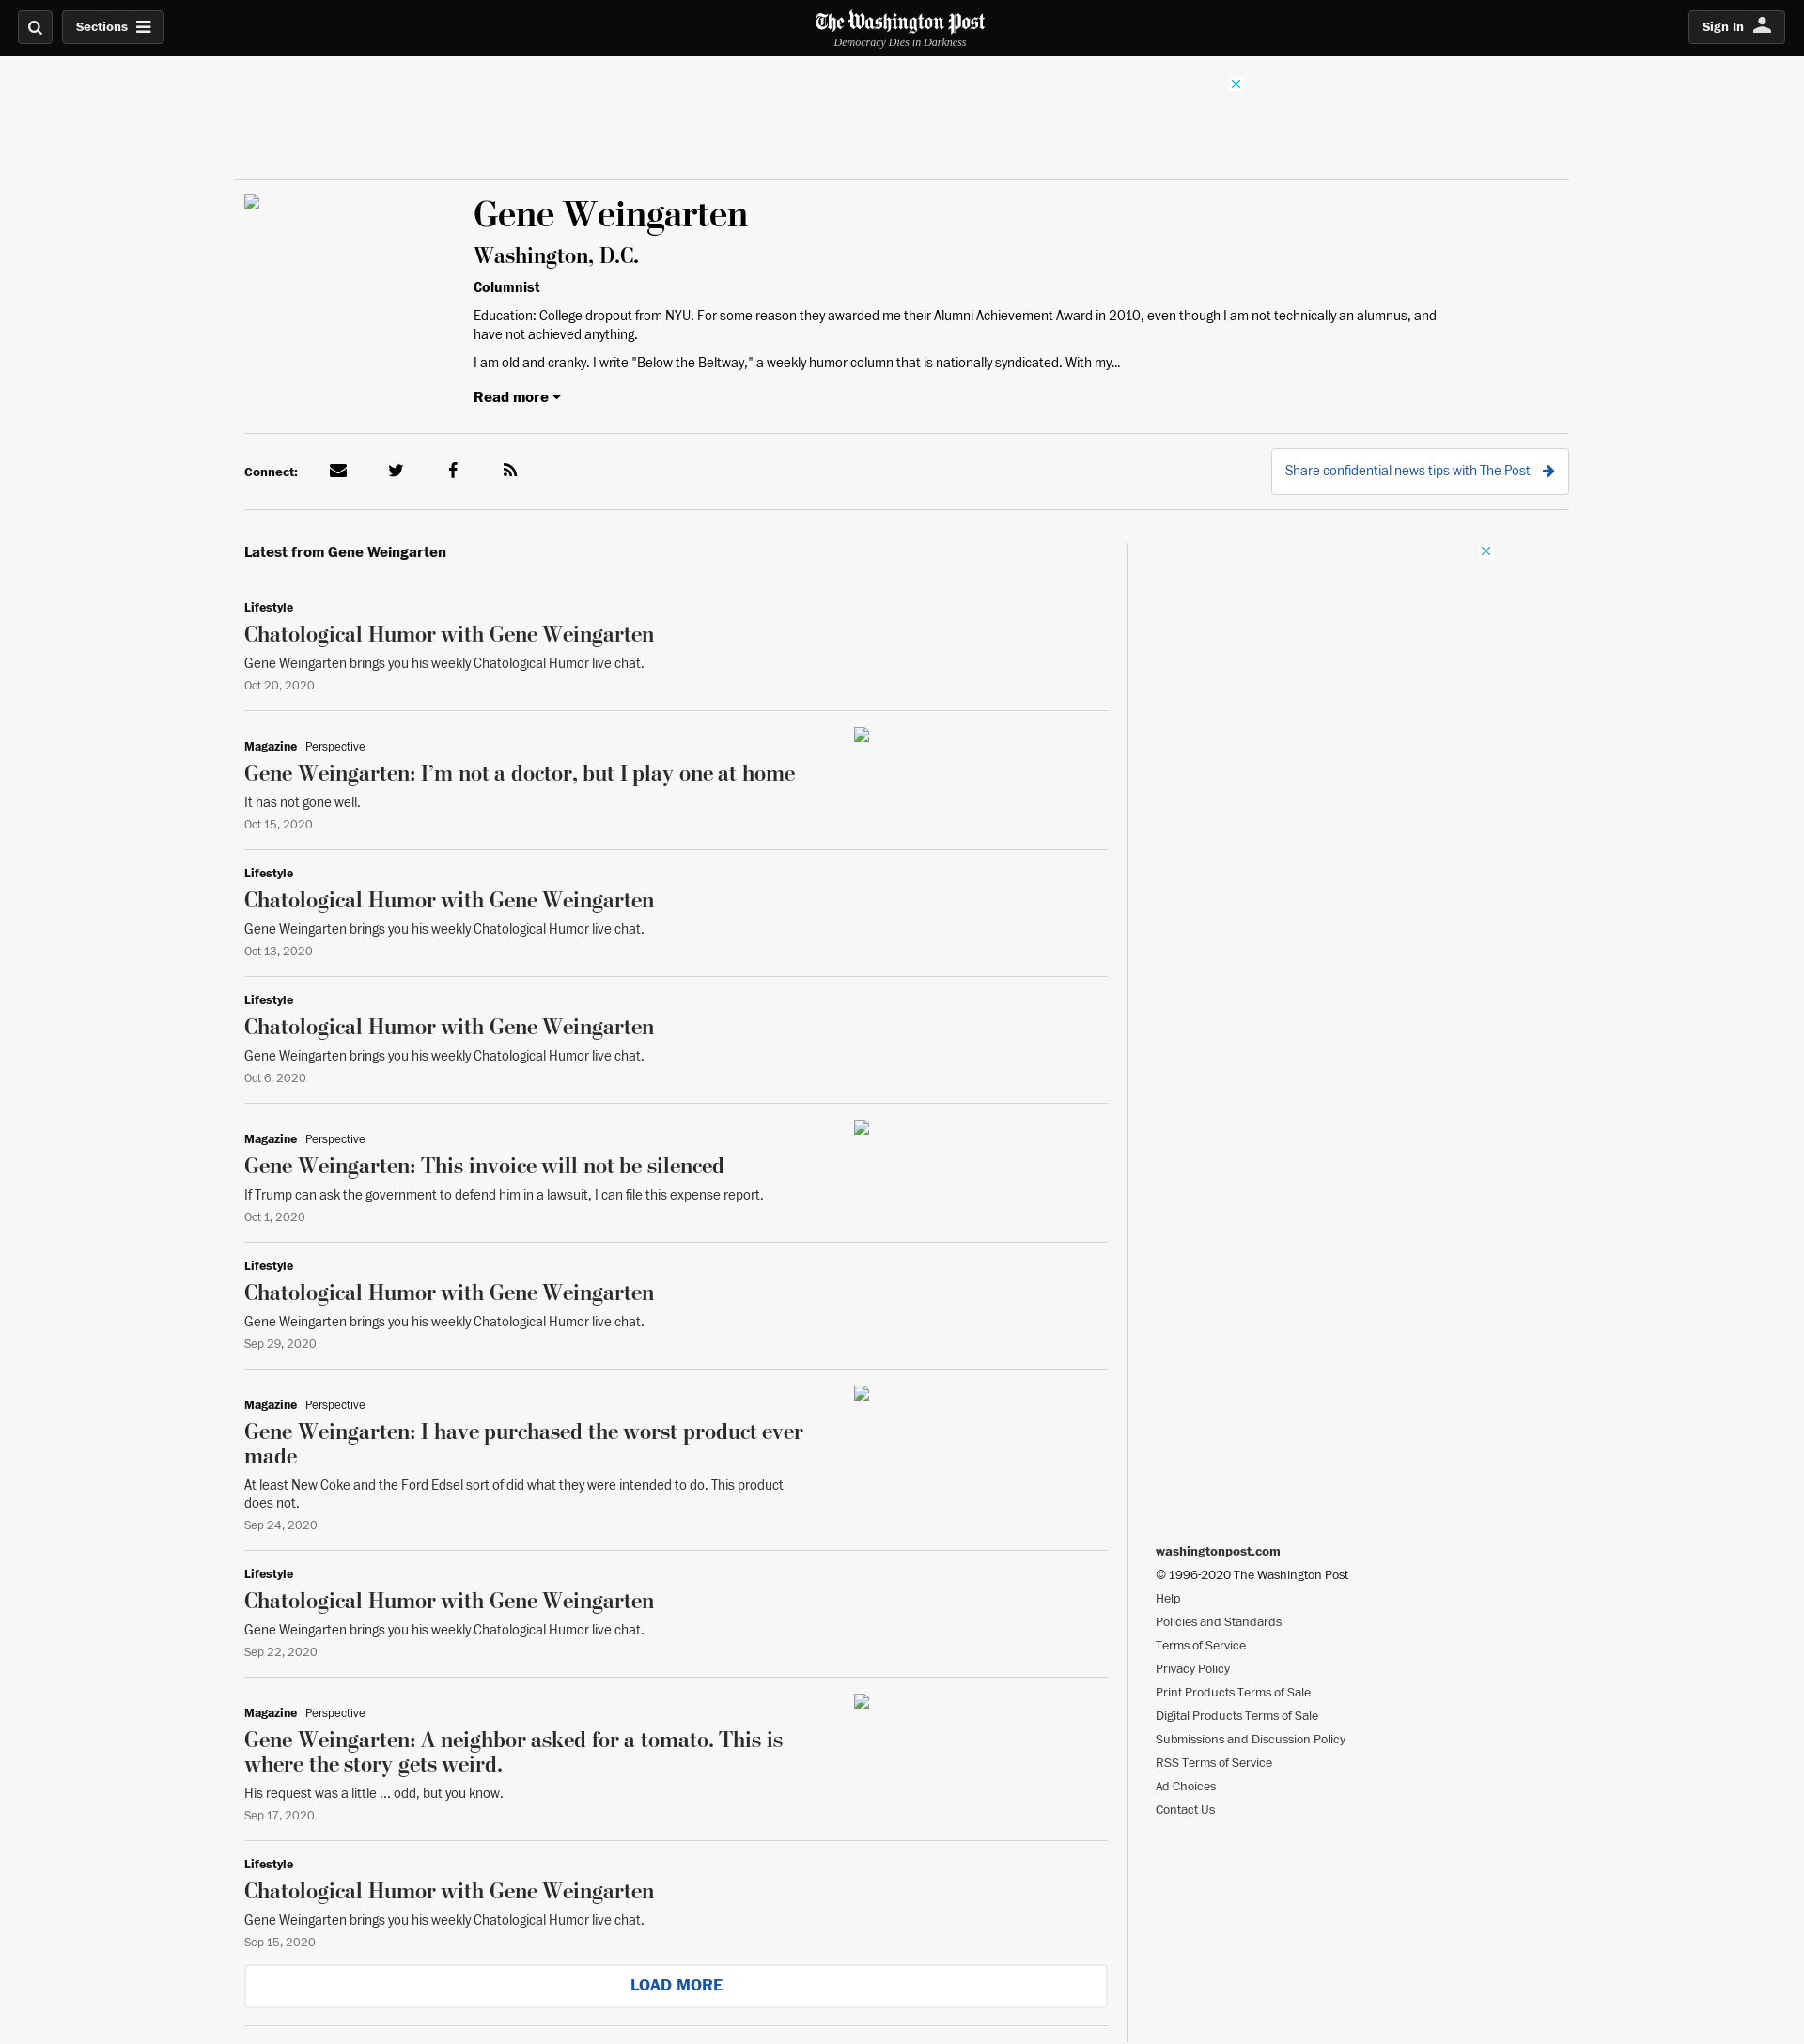 Sections
The Washington Post
Democracy Dies in Darkness
Sign In
Gene Weingarten
Washington, D.C.
Columnist
Education: College dropout from NYU. For some reason they awarded me their Alumni Achievement Award in 2010, even though I am not technically an alumnus, and
have not achieved anything.
I am old and cranky. I write "Below the Beltway," a weekly humor column that is nationally syndicated. With my...
Read more
Connect:
Share confidential news tips with The Post
Latest from Gene Weingarten
Lifestyle
Chatological Humor with Gene Weingarten
Gene Weingarten brings you his weekly Chatological Humor live chat.
Oct 20, 2020
Magazine Perspective
Gene Weingarten: I’m not a doctor, but I play one at home
It has not gone well.
Oct 15, 2020
Lifestyle
Chatological Humor with Gene Weingarten
Gene Weingarten brings you his weekly Chatological Humor live chat.
Oct 13, 2020
Lifestyle
Chatological Humor with Gene Weingarten
Gene Weingarten brings you his weekly Chatological Humor live chat.
Oct 6, 2020
Magazine Perspective
Gene Weingarten: This invoice will not be silenced
If Trump can ask the government to defend him in a lawsuit, I can file this expense report.
Oct 1, 2020
Lifestyle
Chatological Humor with Gene Weingarten
Gene Weingarten brings you his weekly Chatological Humor live chat.
Sep 29, 2020
Magazine Perspective
Gene Weingarten: I have purchased the worst product ever
made
At least New Coke and the Ford Edsel sort of did what they were intended to do. This product
does not.
Sep 24, 2020
Lifestyle
Chatological Humor with Gene Weingarten
Gene Weingarten brings you his weekly Chatological Humor live chat.
Sep 22, 2020
Magazine Perspective
Gene Weingarten: A neighbor asked for a tomato. This is
where the story gets weird.
His request was a little ... odd, but you know.
Sep 17, 2020
Lifestyle
Chatological Humor with Gene Weingarten
Gene Weingarten brings you his weekly Chatological Humor live chat.
Sep 15, 2020
LOAD MORE
washingtonpost.com
© 1996-2020 The Washington Post
Help
Policies and Standards
Terms of Service
Privacy Policy
Print Products Terms of Sale
Digital Products Terms of Sale
Submissions and Discussion Policy
RSS Terms of Service
Ad Choices
Contact Us